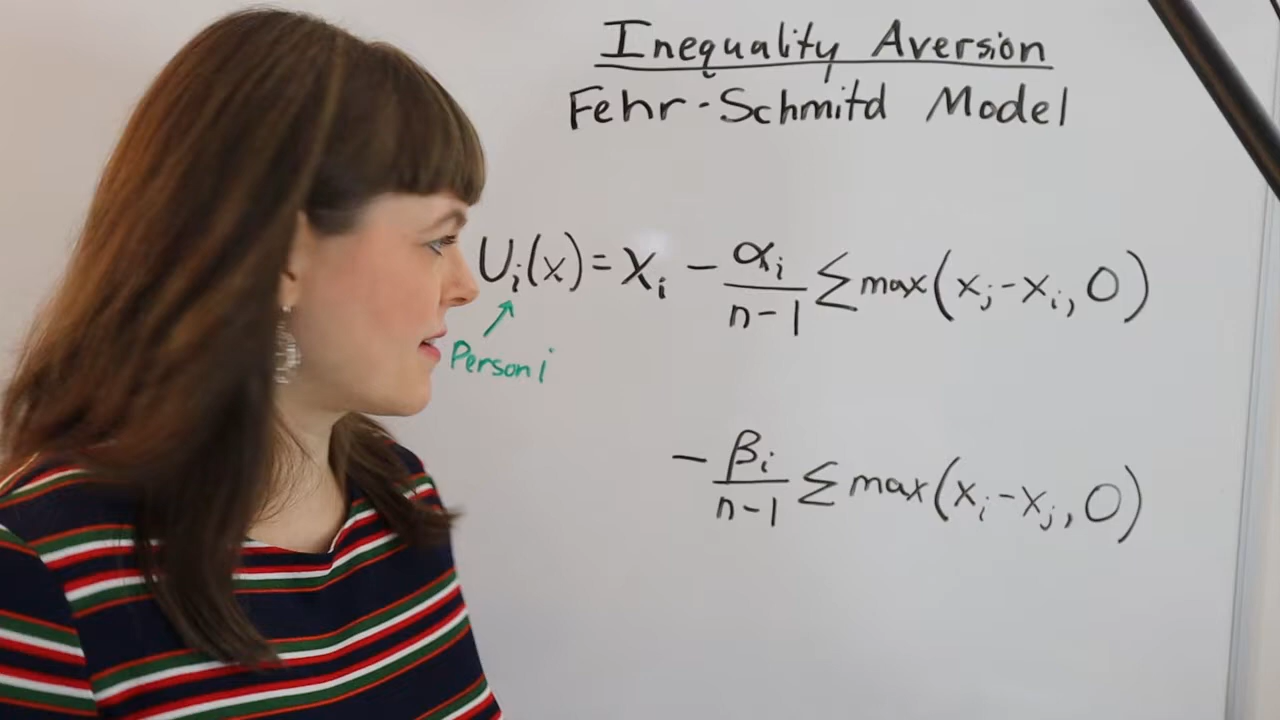 Inequality Aversion
Fehr-Schmitd Model
Uᵢ(x) = xᵢ - αᵢ/n-1 Σ max(xⱼ-xᵢ, 0)
Person i
- βᵢ/n-1 Σ max(xᵢ-xⱼ, 0)